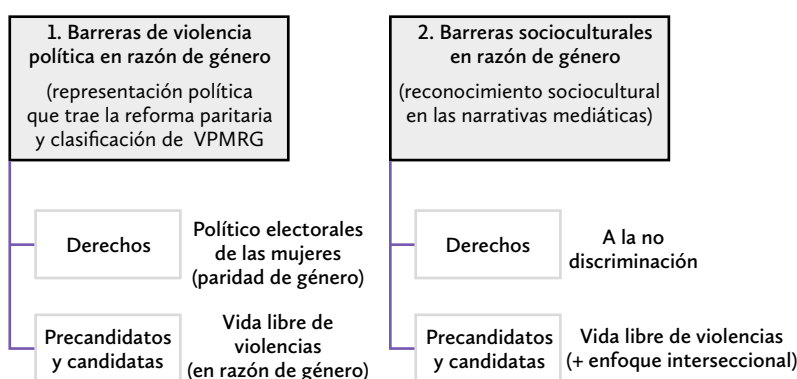 1. Barreras de violencia
política en razón de género
(representación política
que trae la reforma paritaria
y clasificación de VPMRG
Derechos
Político electorales
de las mujeres
(paridad de género)
Precandidatos
y candidatas
Vida libre de
violencias
(en razón de género)
2. Barreras socioculturales
en razón de género
(reconocimiento sociocultural
en las narrativas mediáticas)
Derechos
A la no
discriminación
Precandidatos
y candidatas
Vida libre de violencias
(+ enfoque interseccional)